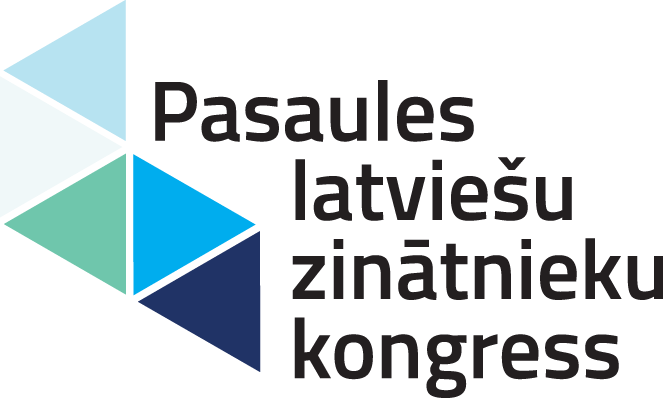 Pasaules
latviešu
zinātnieku
kongress